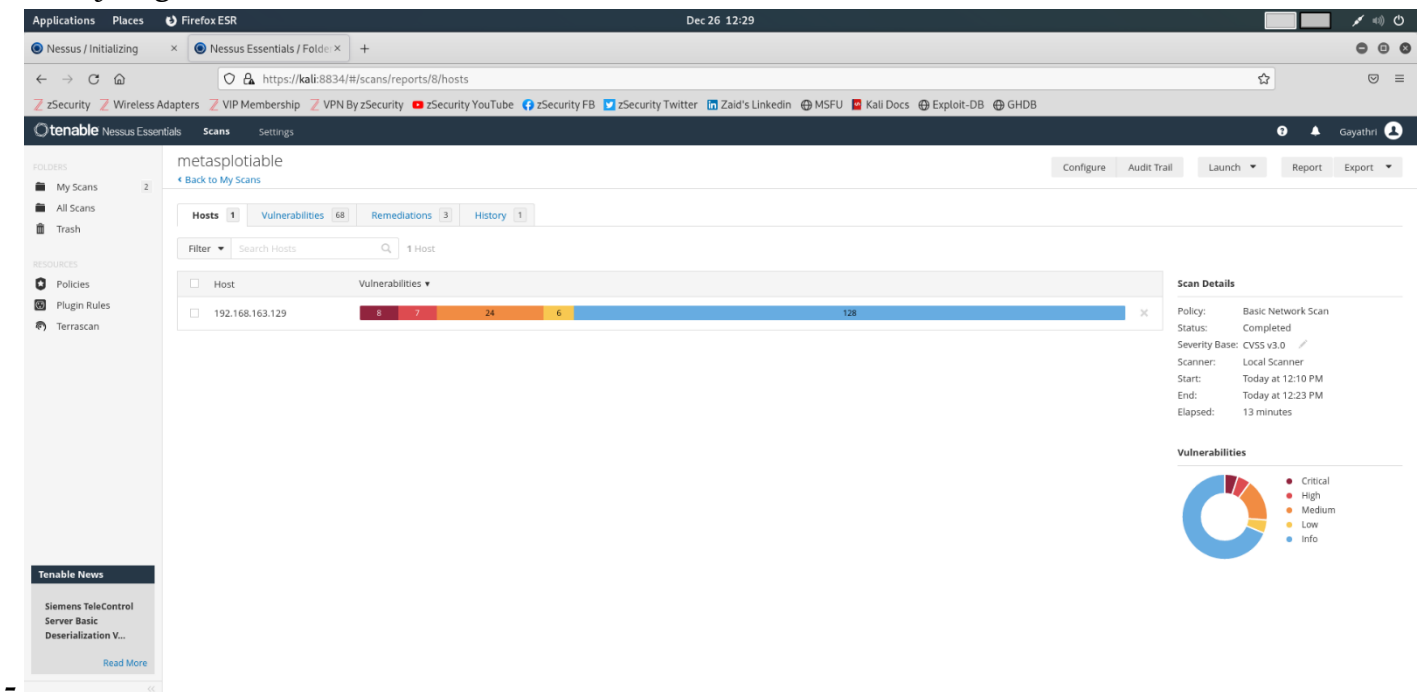 Applications Places Firefox ESR Dec 26 12:29
Nessus / Initializing × Nessus Essentials / Folde × +
https://kali:8834/#/scans/reports/8/hosts
zSecurity Wireless Adapters VIP Membership VPN By zSecurity zSecurity YouTube zSecurity FB zSecurity Twitter Zaid's Linkedin MSFU Kali Docs Exploit-DB GHDB
tenable Nessus Essentials Scans Settings Gayathri
FOLDERS
My Scans 2
All Scans
Trash
RESOURCES
Policies
Plugin Rules
Terrascan
metasplotiable
Back to My Scans
Configure Audit Trail Launch Report Export
Hosts 1 Vulnerabilities 68 Remediations 3 History 1
Filter Search Hosts 1 Host
Host Vulnerabilities
192.168.163.129 8 7 24 6 128
Scan Details
Policy: Basic Network Scan
Status: Completed
Severity Base: CVSS v3.0
Scanner: Local Scanner
Start: Today at 12:10 PM
End: Today at 12:23 PM
Elapsed: 13 minutes
Vulnerabilities
Critical
High
Medium
Low
Info
Tenable News
Siemens TeleControl
Server Basic
Deserialization V...
Read More